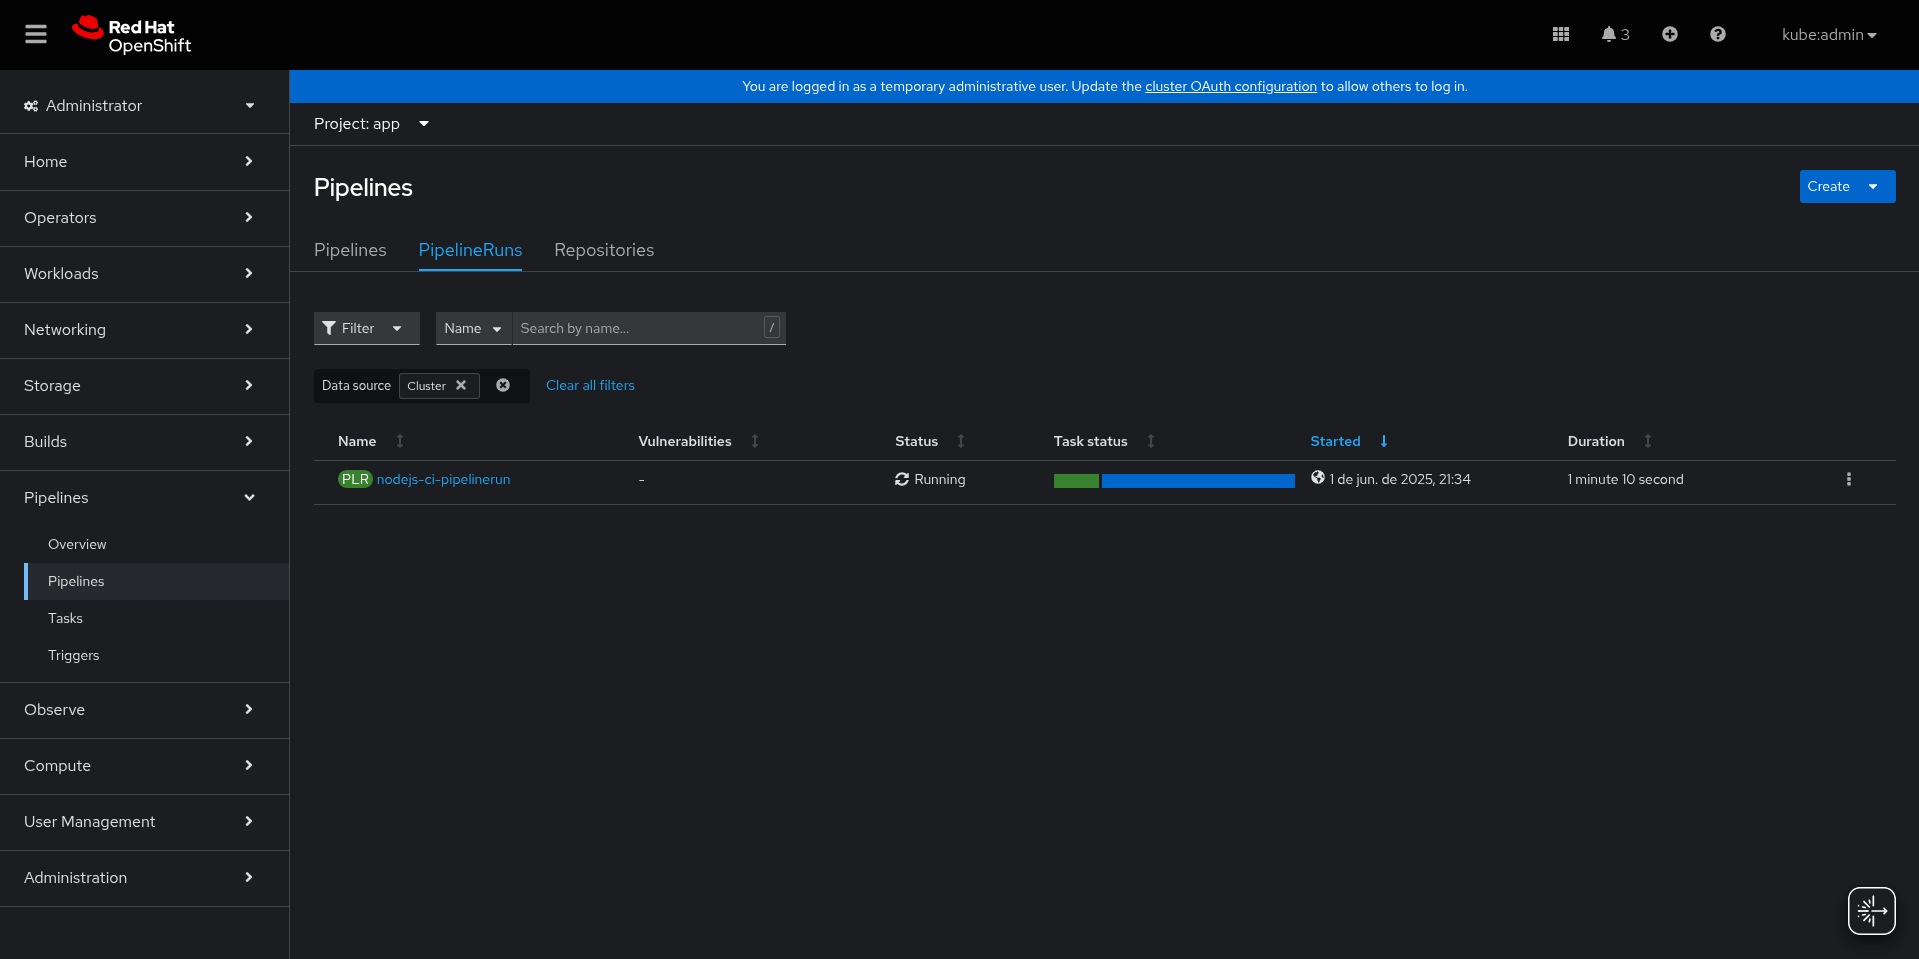 Red Hat
OpenShift
3
kube:admin
Administrator
Home
Operators
Workloads
Networking
Storage
Builds
Pipelines
Overview
Pipelines
Tasks
Triggers
Observe
Compute
User Management
Administration
You are logged in as a temporary administrative user. Update the cluster OAuth configuration to allow others to log in.
Project: app
Pipelines
Create
Pipelines PipelineRuns Repositories
Filter Name Search by name... /
Data source Cluster Clear all filters
Name Vulnerabilities Status Task status Started Duration
PLR nodejs-ci-pipelinerun - Running 1 de jun. de 2025, 21:34 1 minute 10 second